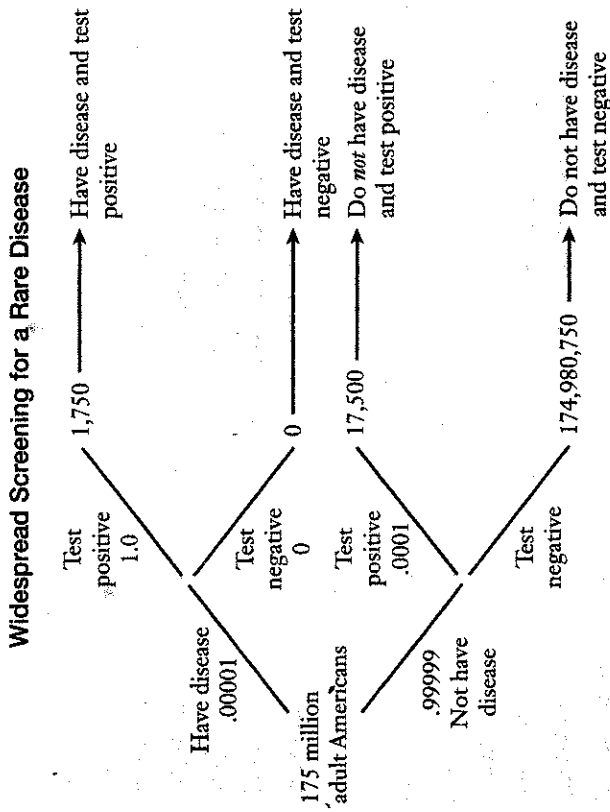 Widespread Screening for a Rare Disease
175 million
adult Americans
Have disease
.00001
.99999
Not have
disease
Test
positive
1.0
Test
negative
0
Test
positive
.0001
Test
negative
1,750
Have disease and test
positive
0
Have disease and test
negative
17,500
Do not have disease
and test positive
174,980,750
Do not have disease
and test negative